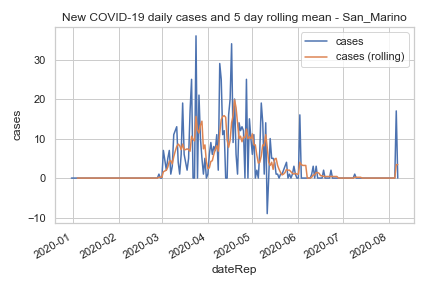 New COVID-19 daily cases and 5 day rolling mean - San_Marino
cases
cases (rolling)
cases
30
20
10
0
−10
2020-01
2020-02
2020-03
2020-04
2020-05
2020-06
2020-07
2020-08
dateRep